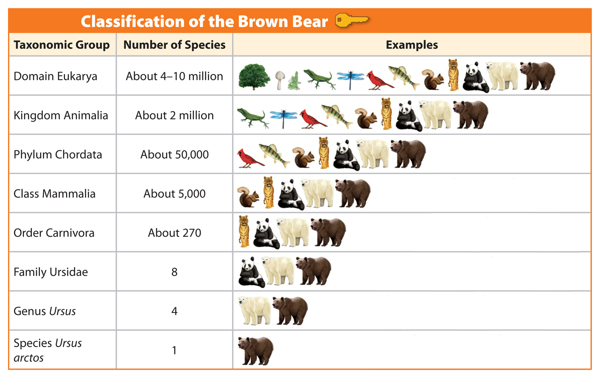 Classification of the Brown Bear
Taxonomic Group Number of Species Examples
Domain Eukarya About 4–10 million
Kingdom Animalia About 2 million
Phylum Chordata About 50,000
Class Mammalia About 5,000
Order Carnivora About 270
Family Ursidae 8
Genus Ursus 4
Species Ursus
arctos 1